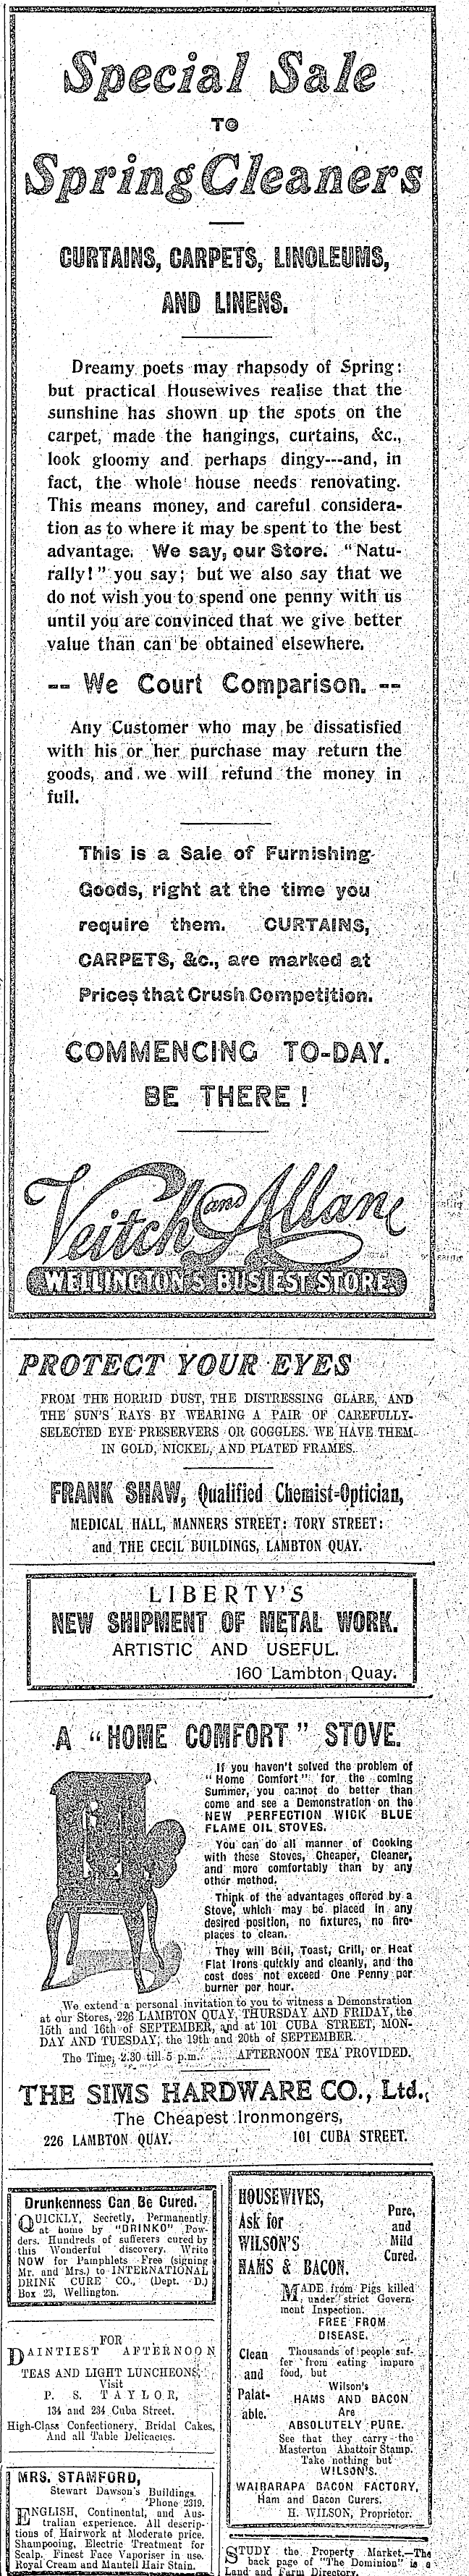 Special Sale
TO
Spring Cleaners
CURTAINS, CARPETS, LINOLEUMS,
AND LINENS.
Dreamy poets may rhapsody of Spring:
but practical Housewives realise that the
sunshine has shown up the spots on the
carpet, made the hangings, curtains, &c.,
look gloomy and perhaps dingy---and, in
fact, the whole house needs renovating.
This means money, and careful considera-
tion as to where it may be spent to the best
advantage. We say, our Store. "Natu-
rally!" you say; but we also say that we
do not wish you to spend one penny with us
until you are convinced that we give better
value than can be obtained elsewhere.
-- We Court Comparison. --
Any Customer who may be dissatisfied
with his or her purchase may return the
goods, and we will refund the money in
full.
This is a Sale of Furnishing
Goods, right at the time you
require them. CURTAINS,
CARPETS, &c., are marked at
Prices that Crush Competition.
COMMENCING TO-DAY.
BE THERE!
Veitch and Allan
WELLINGTON'S BUSIEST STORE.
PROTECT YOUR EYES
FROM THE HORRID DUST, THE DISTRESSING GLARE, AND
THE SUN'S RAYS BY WEARING A PAIR OF CAREFULLY-
SELECTED EYE PRESERVERS OR GOGGLES. WE HAVE THEM
IN GOLD, NICKEL, AND PLATED FRAMES.
FRANK SHAW, Qualified Chemist-Optician,
MEDICAL HALL, MANNERS STREET: TORY STREET:
and THE CECIL BUILDINGS, LAMBTON QUAY.
LIBERTY'S
NEW SHIPMENT OF METAL WORK.
ARTISTIC AND USEFUL.
160 Lambton Quay.
A "HOME COMFORT" STOVE.
If you haven't solved the problem of
"Home Comfort" for the coming
Summer, you cannot do better than
come and see a Demonstration on the
NEW PERFECTION WICK BLUE
FLAME OIL STOVES.
You can do all manner of Cooking
with these Stoves, Cheaper, Cleaner,
and more comfortably than by any
other method.
Think of the advantages offered by a
Stove, which may be placed in any
desired position, no fixtures, no fire-
places to clean.
They will Boil, Toast, Grill, or Heat
Flat Irons quickly and cleanly, and the
cost does not exceed One Penny per
burner per hour.
We extend a personal invitation to you to witness a Demonstration
at our Stores, 226 LAMBTON QUAY, THURSDAY AND FRIDAY, the
15th and 16th of SEPTEMBER, and at 101 CUBA STREET, MON-
DAY AND TUESDAY, the 19th and 20th of SEPTEMBER.
The Time, 2.30 till 5 p.m. ...... AFTERNOON TEA PROVIDED.
THE SIMS HARDWARE CO., Ltd.,
The Cheapest Ironmongers,
226 LAMBTON QUAY. 101 CUBA STREET.
Drunkenness Can Be Cured.
QUICKLY, Secretly, Permanently
at home by "DRINKO" Pow-
ders. Hundreds of sufferers cured by
this Wonderful discovery. Write
NOW for Pamphlets Free (signing
Mr. and Mrs.) to INTERNATIONAL
DRINK CURE CO., (Dept. D.)
Box 23, Wellington.
FOR
DAINTIEST AFTERNOON
TEAS AND LIGHT LUNCHEONS,
Visit
P. S. TAYLOR,
134 and 234 Cuba Street.
High-Class Confectionery, Bridal Cakes,
And all Table Delicacies.
MRS. STAMFORD,
Stewart Dawson's Buildings.
'Phone 2319.
ENGLISH, Continental, and Aus-
tralian experience. All descrip-
tions of Hairwork at Moderate price.
Shampooing, Electric Treatment for
Scalp. Finest Face Vaporiser in use.
Royal Cream and Mantell Hair Stain.
HOUSEWIVES,
Ask for
WILSON'S
HAMS & BACON.
Pure,
and
Mild
Cured.
MADE from Pigs killed
under strict Govern-
ment Inspection.
FREE FROM
DISEASE.
Clean
and
Palat-
able.
Thousands of people suf-
fer from eating impure
food, but
Wilson's
HAMS AND BACON
Are
ABSOLUTELY PURE.
See that they carry the
Masterton Abattoir Stamp.
Take nothing but
WILSON'S.
WAIRARAPA BACON FACTORY,
Ham and Bacon Curers.
H. WILSON, Proprietor.
STUDY the Property Market.—The
back page of "The Dominion" is a
Land and Farm Directory.